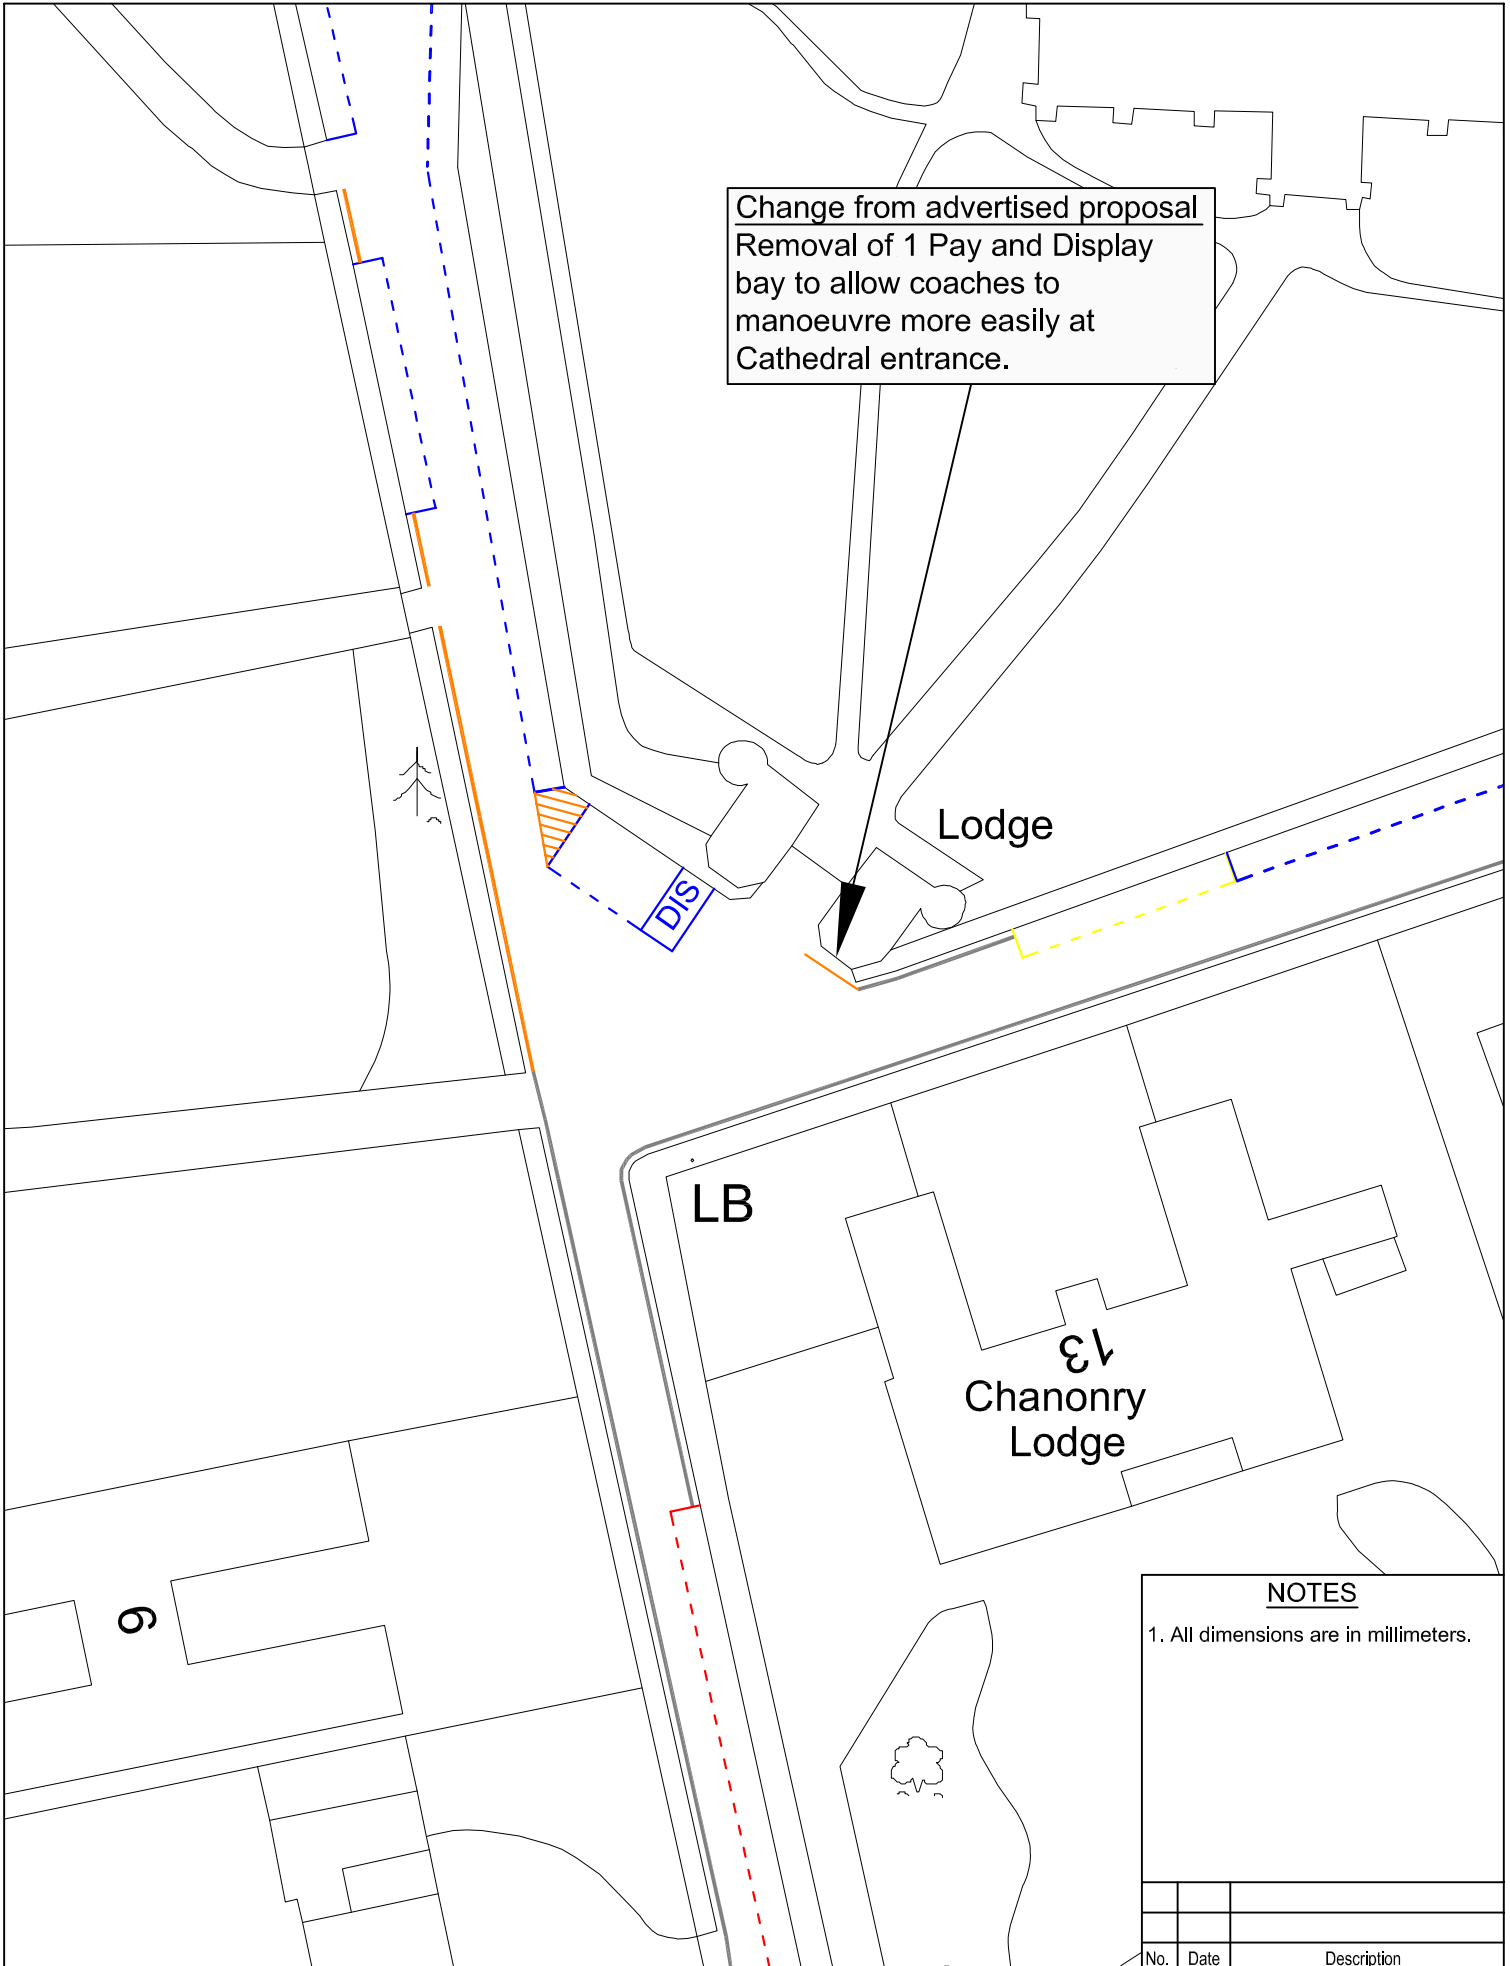 Change from advertised proposal
Removal of 1 Pay and Display
bay to allow coaches to
manoeuvre more easily at
Cathedral entrance.
Lodge
DIS
LB
13
Chanonry
Lodge
9
NOTES
1. All dimensions are in millimeters.
No. Date Description